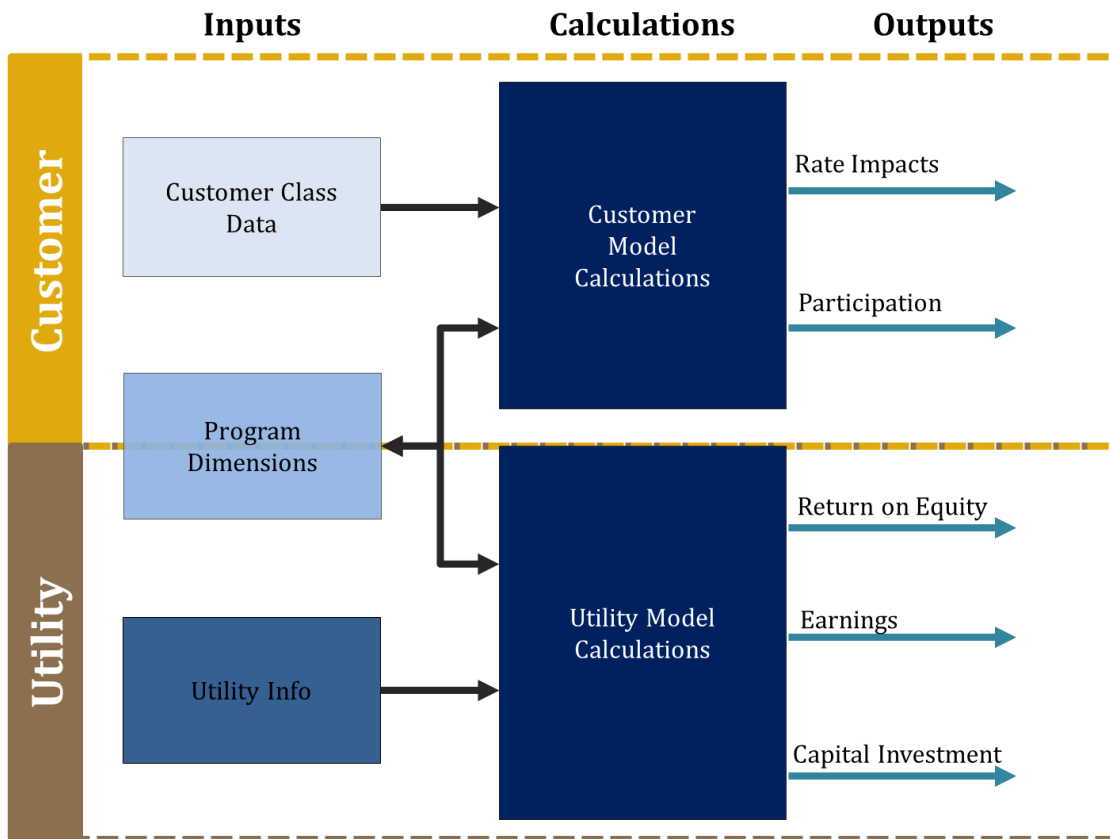 Inputs
Calculations
Outputs
Customer
Customer Class
Data
Customer
Model
Calculations
Rate Impacts
Participation
Program
Dimensions
Utility
Utility Info
Utility Model
Calculations
Return on Equity
Earnings
Capital Investment